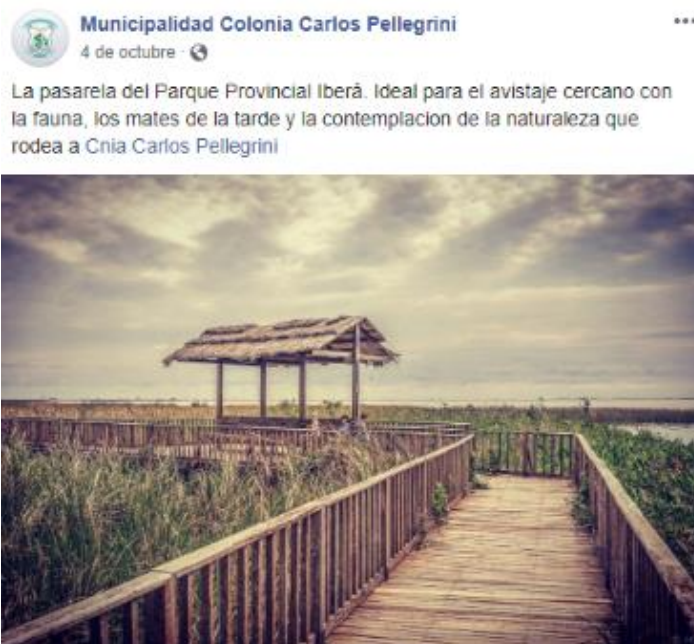 Municipalidad Colonia Carlos Pellegrini
4 de octubre ·
La pasarela del Parque Provincial Iberá. Ideal para el avistaje cercano con
la fauna, los mates de la tarde y la contemplacion de la naturaleza que
rodea a Cnia Carlos Pellegrini